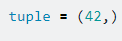 tuple = (42,)